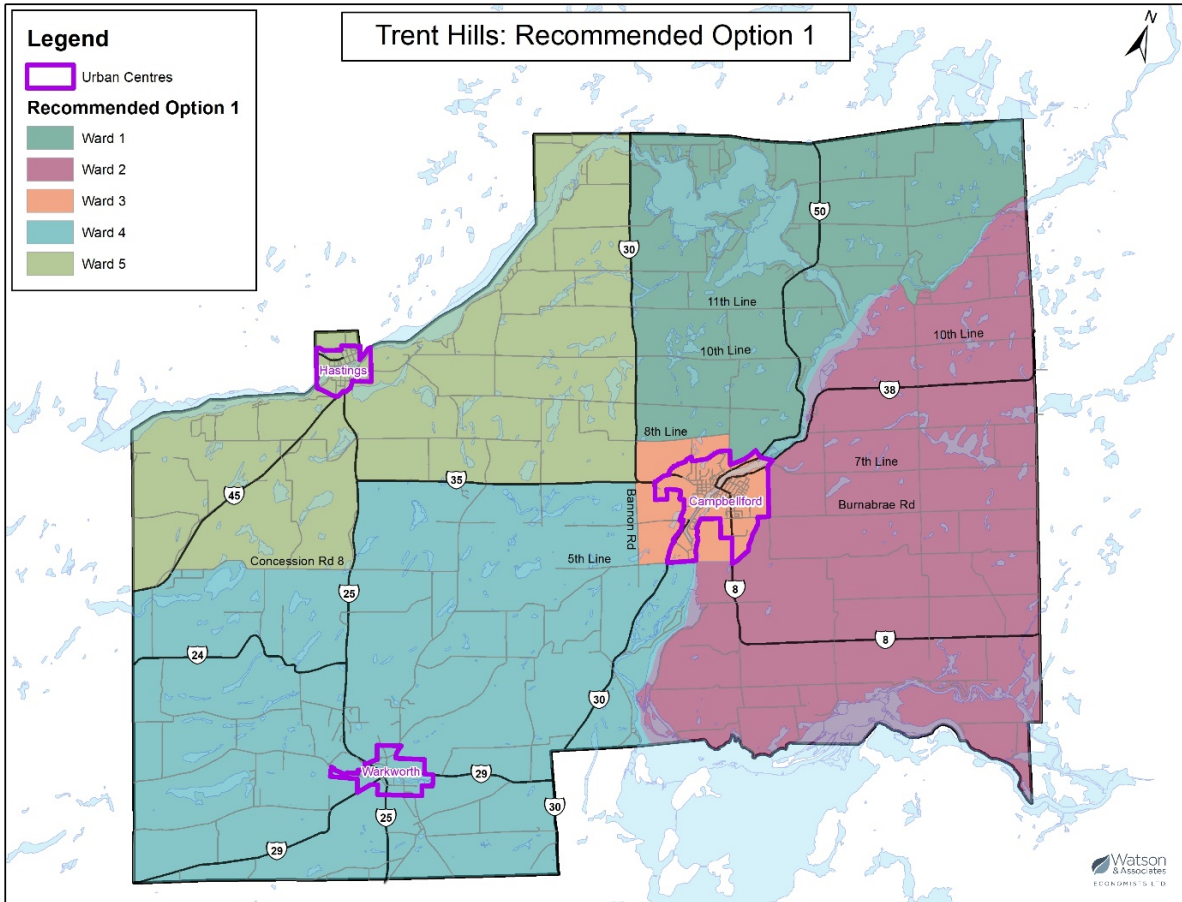 Trent Hills: Recommended Option 1
N
Legend
Urban Centres
Recommended Option 1
Ward 1
Ward 2
Ward 3
Ward 4
Ward 5
50
30
11th Line
10th Line
10th Line
Hastings
38
8th Line
7th Line
35
45
Bannon Rd
Campbellford
Burnabrae Rd
Concession Rd 8
5th Line
25
8
8
24
30
Warkworth
29
30
25
29
Watson
& Associates
ECONOMISTS LTD.